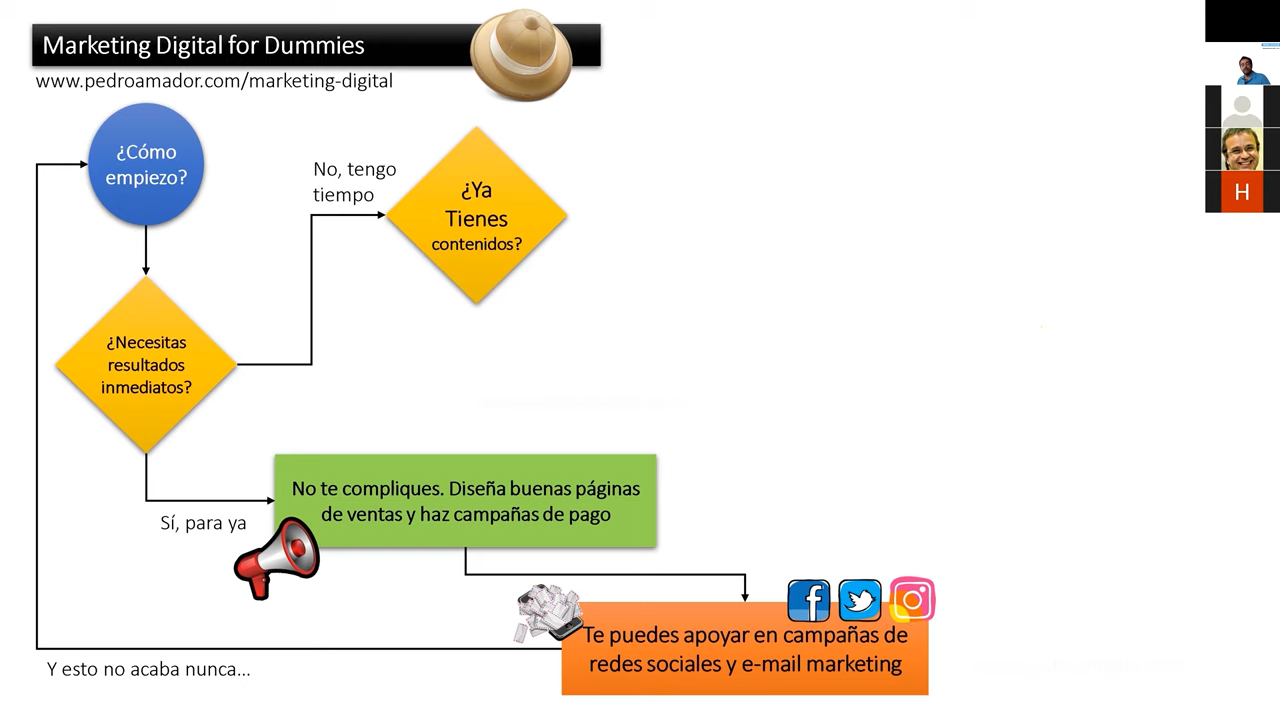 Marketing Digital for Dummies
www.pedroamador.com/marketing-digital
¿Cómo
empiezo?
No, tengo
tiempo
¿Ya
Tienes
contenidos?
¿Necesitas
resultados
inmediatos?
No te compliques. Diseña buenas páginas
de ventas y haz campañas de pago
Sí, para ya
Te puedes apoyar en campañas de
redes sociales y e-mail marketing
Y esto no acaba nunca...
H